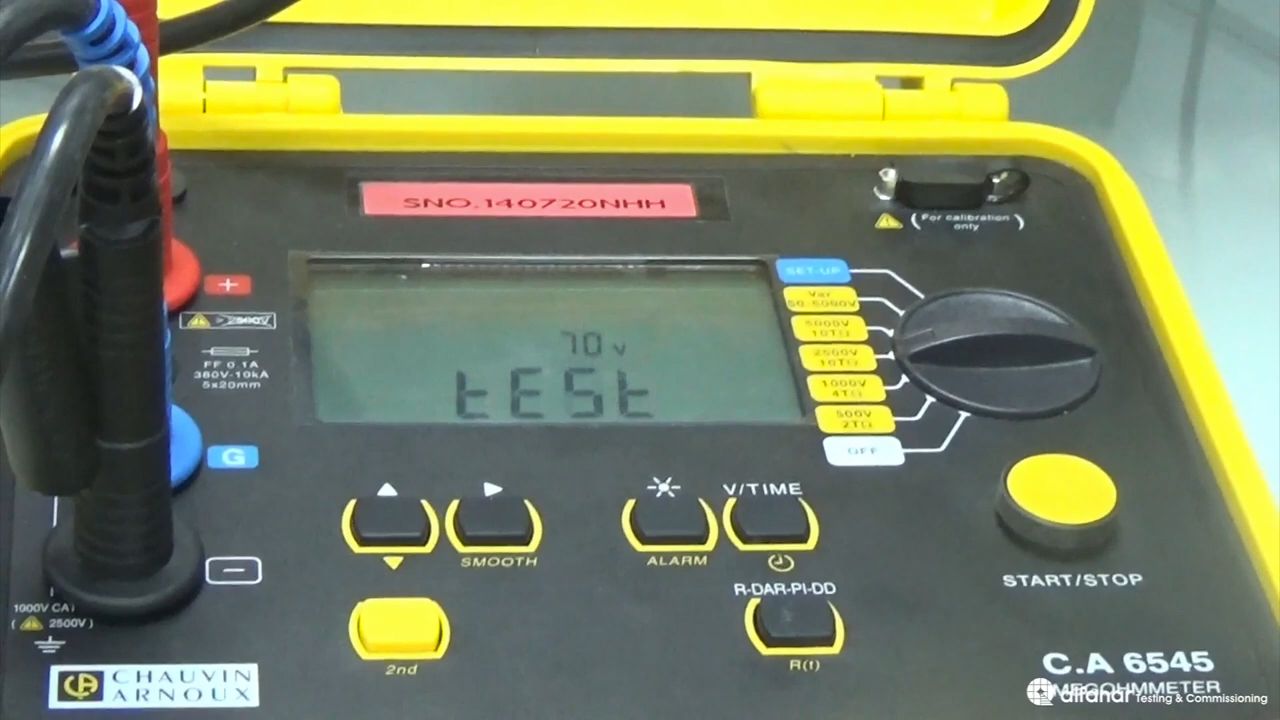 SNO.140720NHH
(For calibration
only)
+
> 2500V
FF 0.1A
380V-10kA
5x20mm
G
1000V CAT I
( 2500V )
70 V
tESt
SET-UP
Var
50-5000V
5000V
10TΩ
2500V
10TΩ
1000V
4TΩ
500V
2TΩ
OFF
V/TIME
SMOOTH
ALARM
START/STOP
R-DAR-PI-DD
2nd
R(t)
CHAUVIN
ARNOUX
C.A 6545
MEGOHMMETER
alfanar Testing & Commissioning